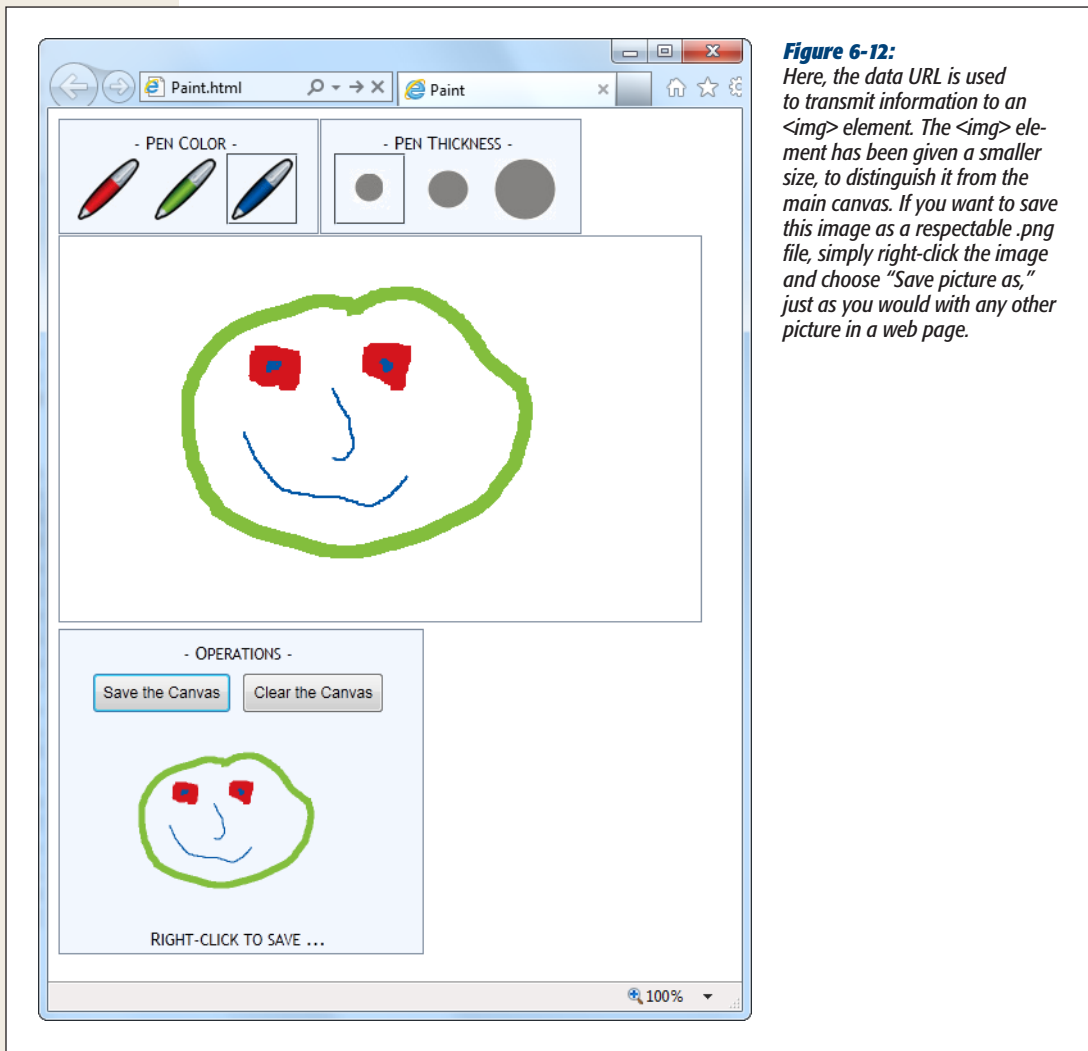 Paint.html
Paint
- PEN COLOR -
- PEN THICKNESS -
- OPERATIONS -
Save the Canvas
Clear the Canvas
RIGHT-CLICK TO SAVE ...
100%
Figure 6-12:
Here, the data URL is used
to transmit information to an
<img> element. The <img> ele-
ment has been given a smaller
size, to distinguish it from the
main canvas. If you want to save
this image as a respectable .png
file, simply right-click the image
and choose “Save picture as,”
just as you would with any other
picture in a web page.